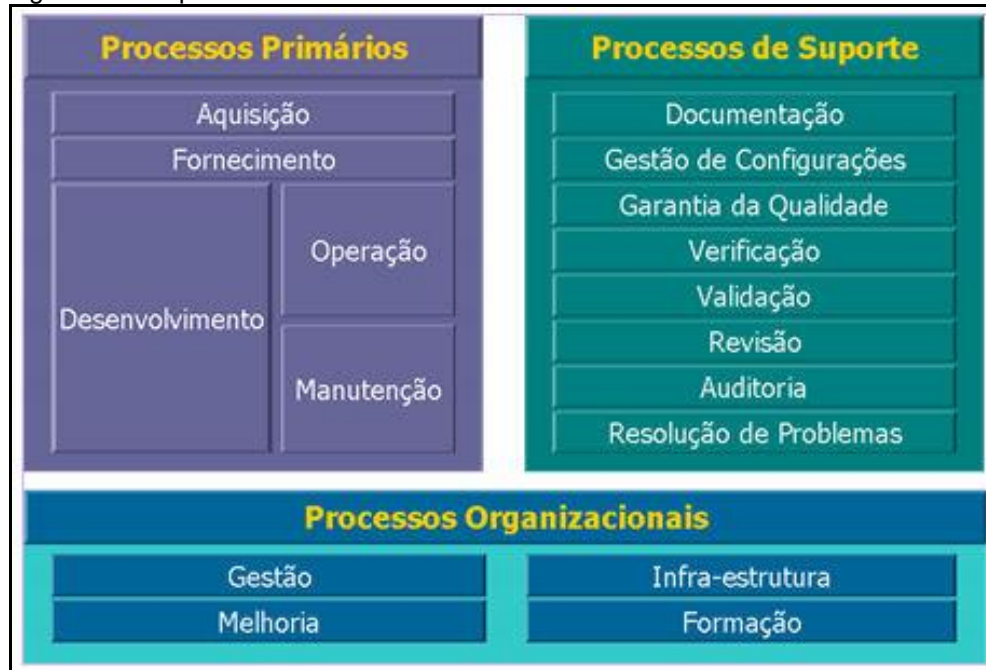 Processos Primários
Aquisição
Fornecimento
Desenvolvimento
Operação
Manutenção
Processos de Suporte
Documentação
Gestão de Configurações
Garantia da Qualidade
Verificação
Validação
Revisão
Auditoria
Resolução de Problemas
Processos Organizacionais
Gestão
Melhoria
Infra-estrutura
Formação